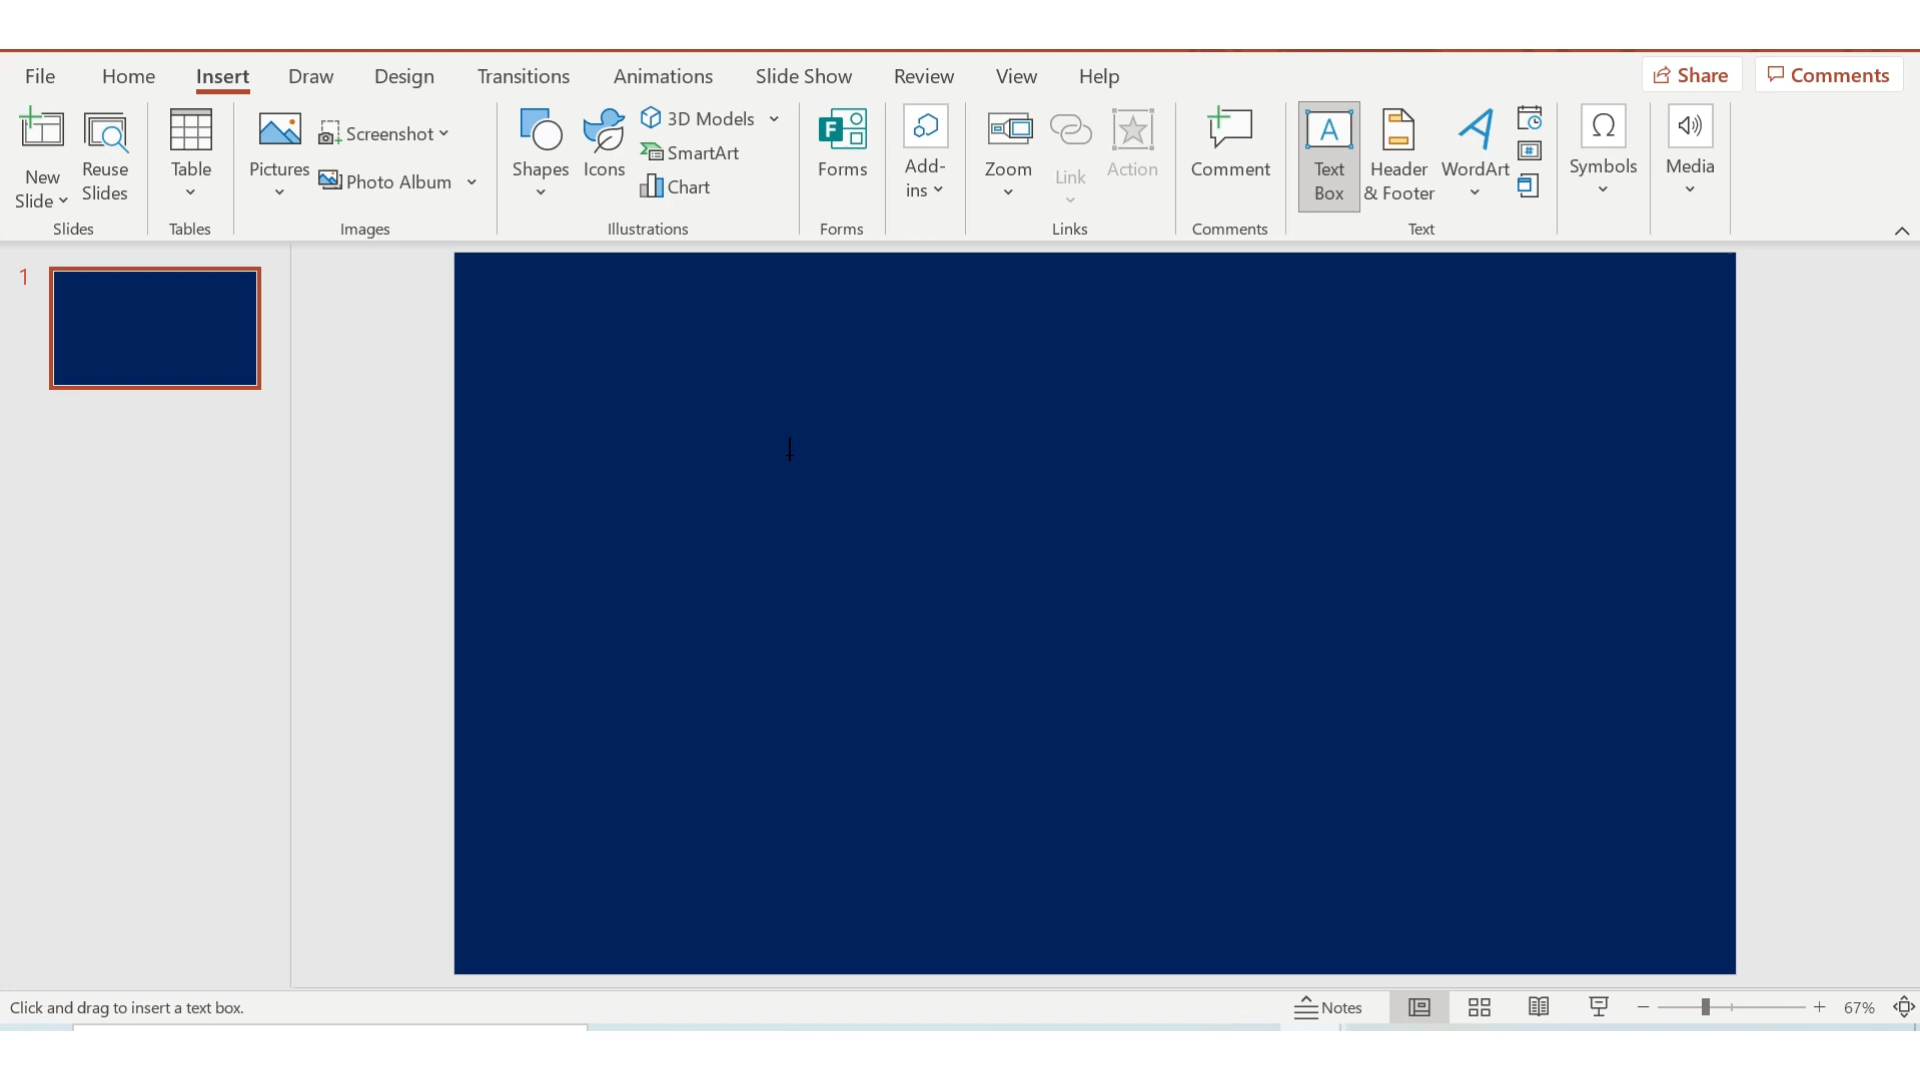 File Home Insert Draw Design Transitions Animations Slide Show Review View Help Share Comments
New Slide
Reuse Slides
Slides
Table
Tables
Pictures
Screenshot
Photo Album
Images
Shapes
Icons
3D Models
SmartArt
Chart
Illustrations
F
Forms
Forms
Add-ins
Zoom
Link
Action
Links
Comment
Comments
A
Text Box
Header & Footer
A
WordArt
#
Text
Ω
Symbols
Media
1
Click and drag to insert a text box.
Notes
67%